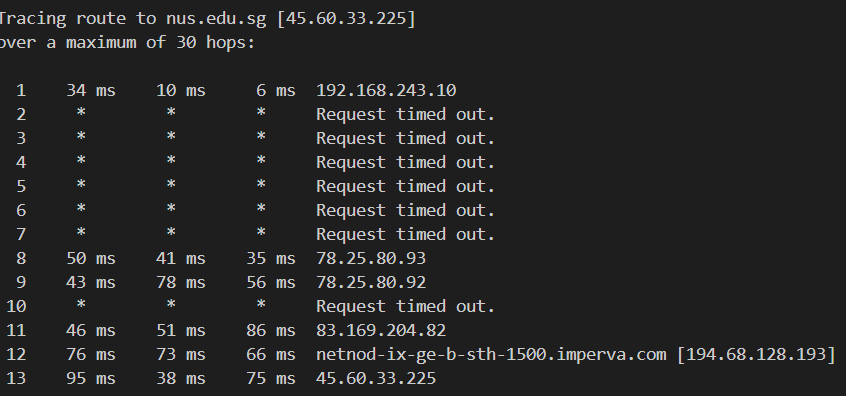 Tracing route to nus.edu.sg [45.60.33.225]
over a maximum of 30 hops:
1 34 ms 10 ms 6 ms 192.168.243.10
2 * * * Request timed out.
3 * * * Request timed out.
4 * * * Request timed out.
5 * * * Request timed out.
6 * * * Request timed out.
7 * * * Request timed out.
8 50 ms 41 ms 35 ms 78.25.80.93
9 43 ms 78 ms 56 ms 78.25.80.92
10 * * * Request timed out.
11 46 ms 51 ms 86 ms 83.169.204.82
12 76 ms 73 ms 66 ms netnod-ix-ge-b-sth-1500.imperva.com [194.68.128.193]
13 95 ms 38 ms 75 ms 45.60.33.225